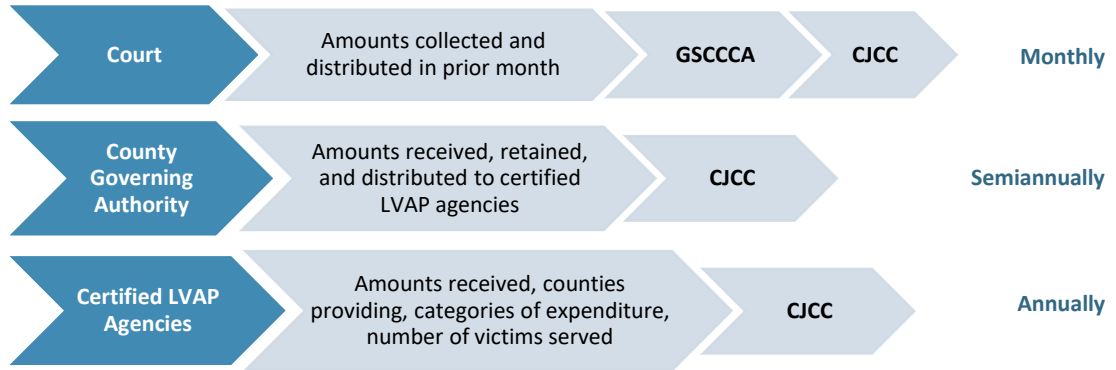 Court
Amounts collected and
distributed in prior month
GSCCCA
CJCC
Monthly
County
Governing
Authority
Amounts received, retained,
and distributed to certified
LVAP agencies
CJCC
Semiannually
Certified LVAP
Agencies
Amounts received, counties
providing, categories of expenditure,
number of victims served
CJCC
Annually